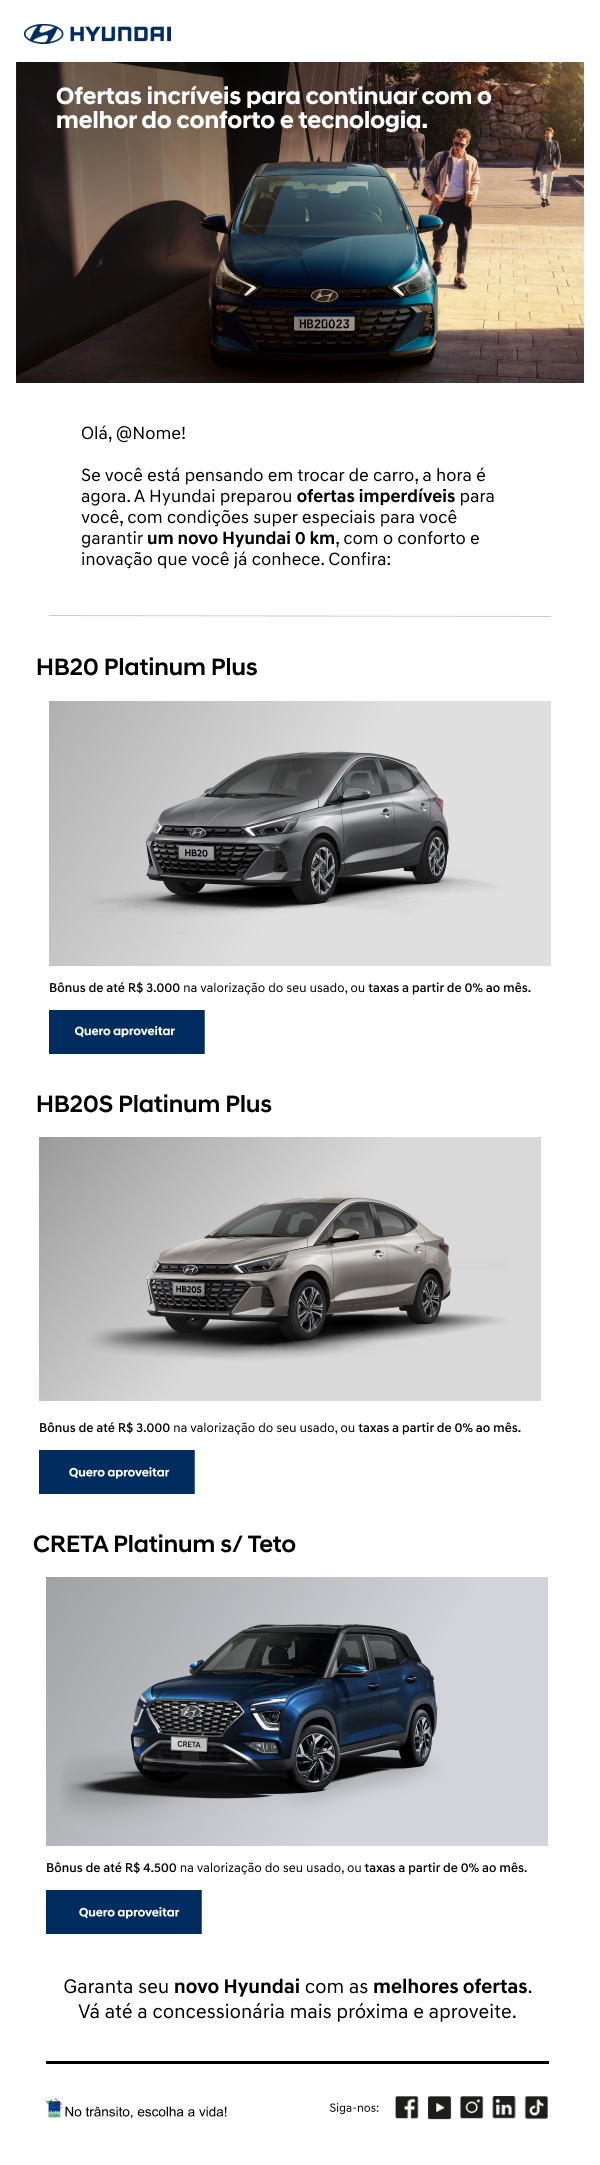 HYUNDAI
Ofertas incríveis para continuar com o
melhor do conforto e tecnologia.
HB20023
Olá, @Nome!
Se você está pensando em trocar de carro, a hora é
agora. A Hyundai preparou ofertas imperdíveis para
você, com condições super especiais para você
garantir um novo Hyundai 0 km, com o conforto e
inovação que você já conhece. Confira:
HB20 Platinum Plus
HB20
Bônus de até R$ 3.000 na valorização do seu usado, ou taxas a partir de 0% ao mês.
Quero aproveitar
HB20S Platinum Plus
HB20S
Bônus de até R$ 3.000 na valorização do seu usado, ou taxas a partir de 0% ao mês.
Quero aproveitar
CRETA Platinum s/ Teto
CRETA
Bônus de até R$ 4.500 na valorização do seu usado, ou taxas a partir de 0% ao mês.
Quero aproveitar
Garanta seu novo Hyundai com as melhores ofertas.
Vá até a concessionária mais próxima e aproveite.
No trânsito, escolha a vida!
Siga-nos: